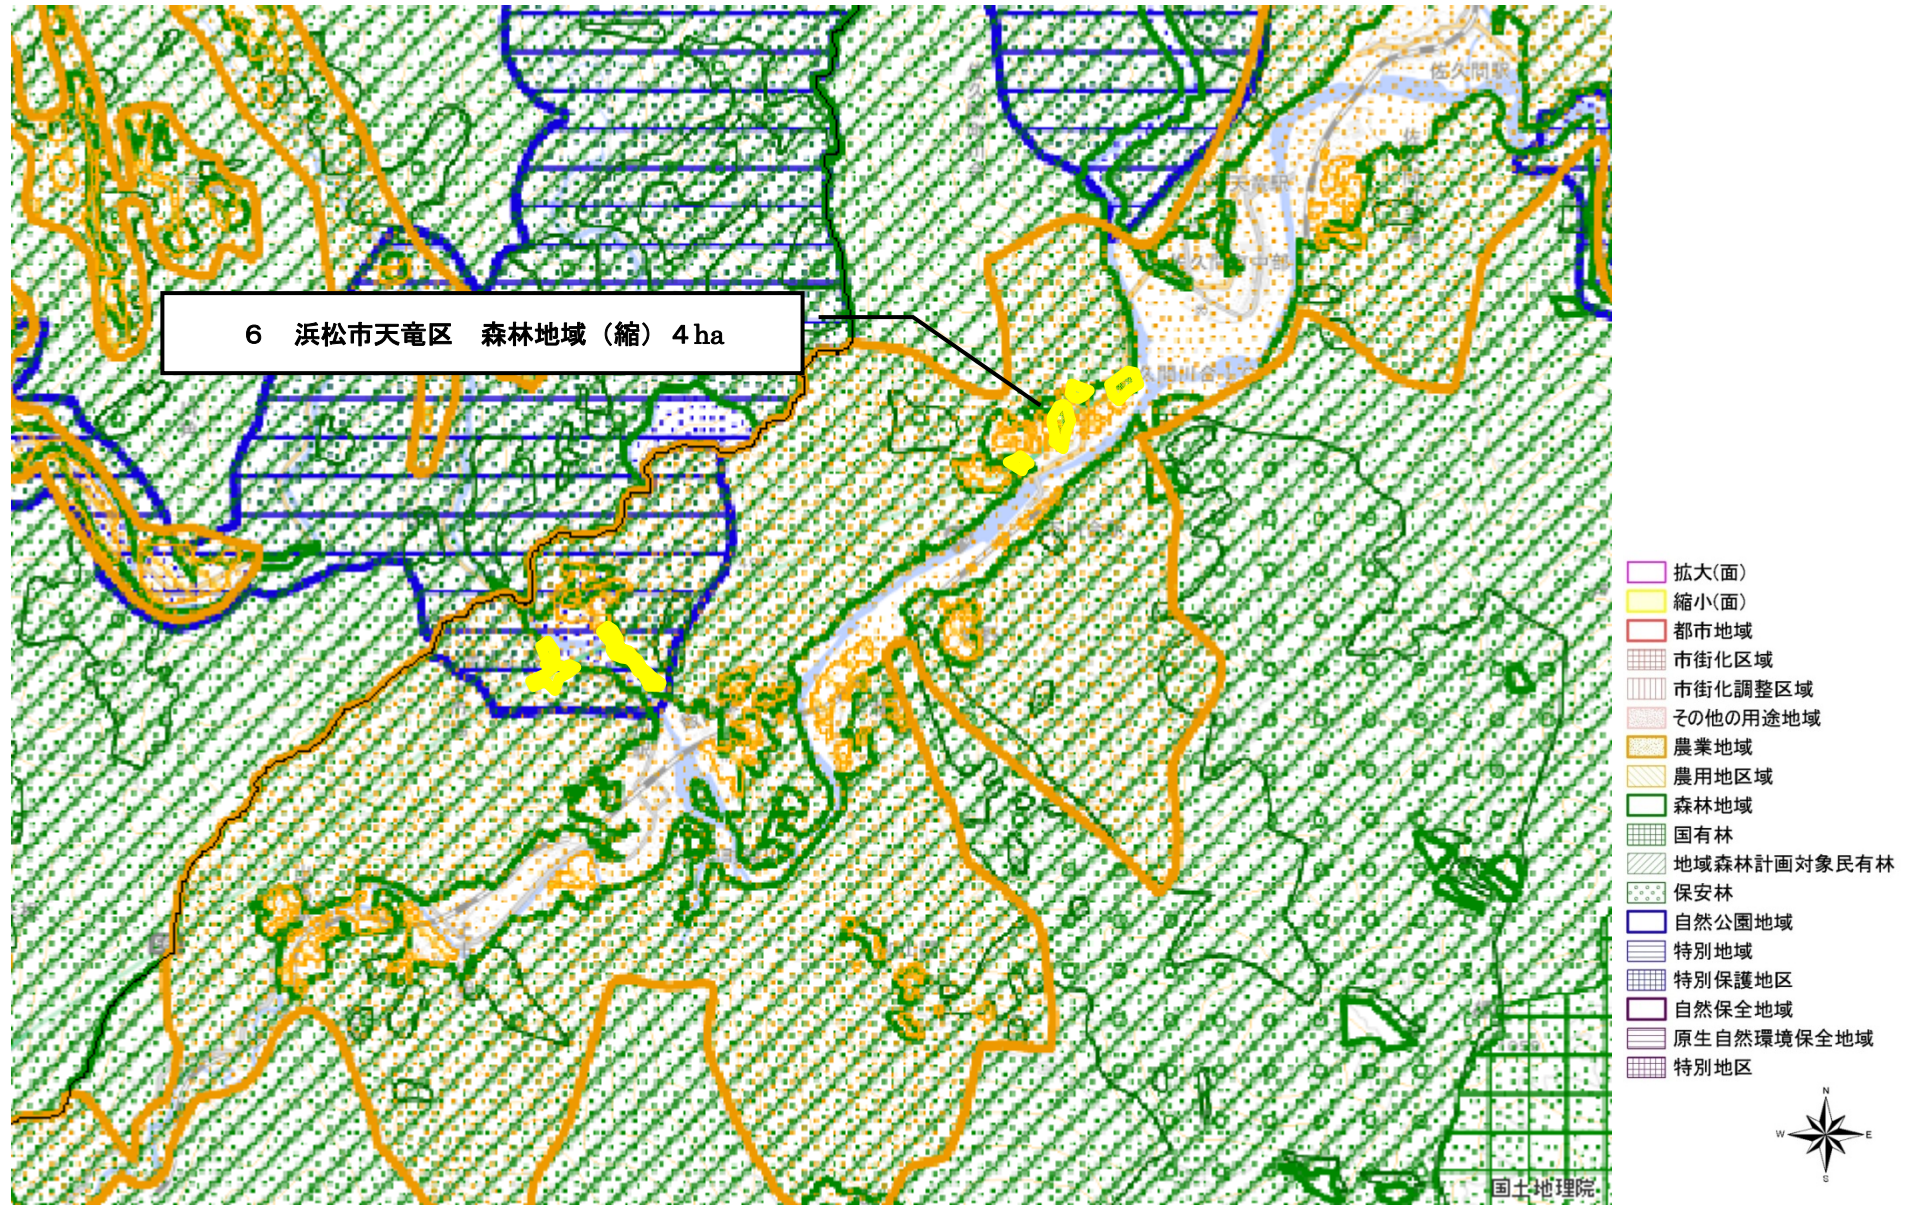 佐久間駅
6 浜松市天竜区 森林地域（縮）4ha
拡大(面)
縮小(面)
都市地域
市街化区域
市街化調整区域
その他の用途地域
農業地域
農用地区域
森林地域
国有林
地域森林計画対象民有林
保安林
自然公園地域
特別地域
特別保護地区
自然保全地域
原生自然環境保全地域
特別地区
N
W
E
S
国土地理院